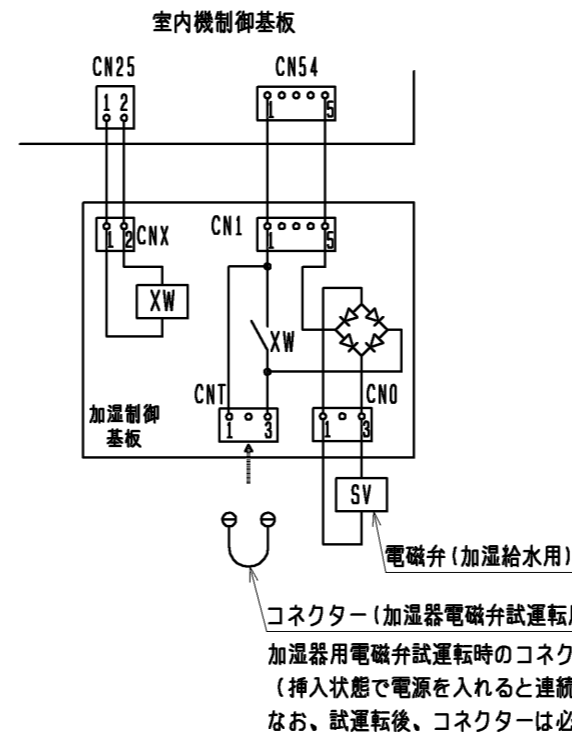 室内機制御基板
CN25
CN54
1 2
1 5
1 2 CNX
CN1 1 5
XW
XW
加湿制御
基板
CNT
1 3
CNO
1 3
SV
電磁弁(加湿給水用)
コネクター(加湿器電磁弁試運転
加湿器用電磁弁試運転時のコネク
(挿入状態で電源を入れると連続
なお、試運転後、コネクターは必